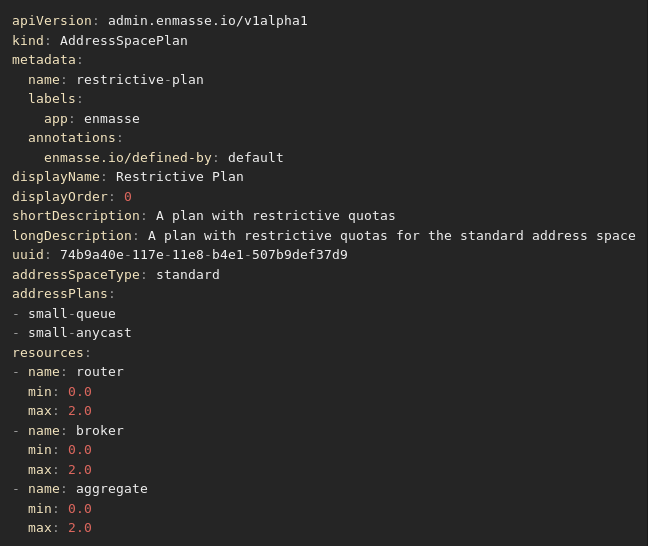 apiVersion: admin.enmasse.io/v1alpha1
kind: AddressSpacePlan
metadata:
  name: restrictive-plan
  labels:
    app: enmasse
  annotations:
    enmasse.io/defined-by: default
displayName: Restrictive Plan
displayOrder: 0
shortDescription: A plan with restrictive quotas
longDescription: A plan with restrictive quotas for the standard address space
uuid: 74b9a40e-117e-11e8-b4e1-507b9def37d9
addressSpaceType: standard
addressPlans:
- small-queue
- small-anycast
resources:
- name: router
  min: 0.0
  max: 2.0
- name: broker
  min: 0.0
  max: 2.0
- name: aggregate
  min: 0.0
  max: 2.0